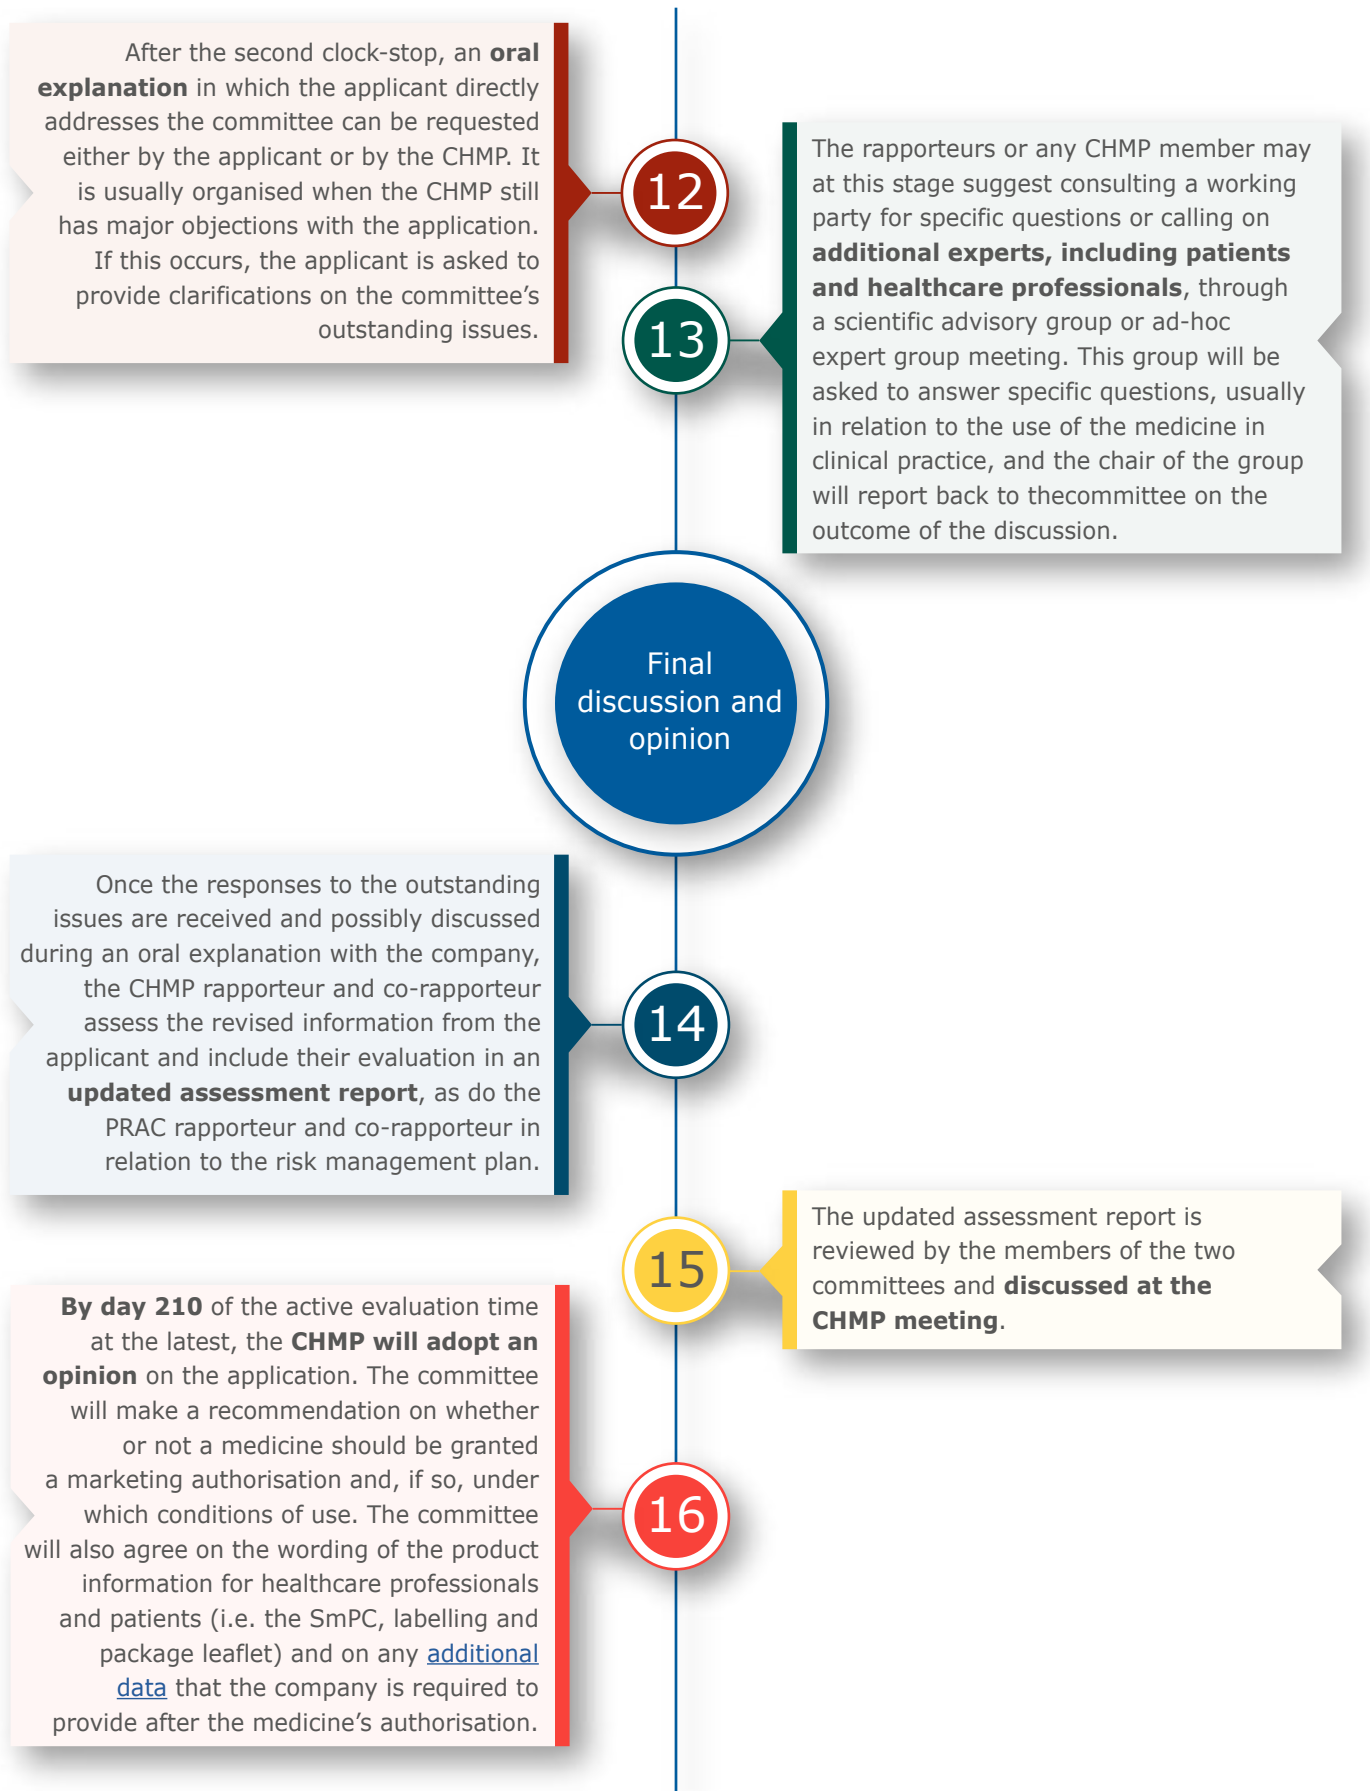 After the second clock-stop, an oral
explanation in which the applicant directly
addresses the committee can be requested
either by the applicant or by the CHMP. It
is usually organised when the CHMP still
has major objections with the application.
If this occurs, the applicant is asked to
provide clarifications on the committee’s
outstanding issues.
12
The rapporteurs or any CHMP member may
at this stage suggest consulting a working
party for specific questions or calling on
additional experts, including patients
and healthcare professionals, through
a scientific advisory group or ad-hoc
expert group meeting. This group will be
asked to answer specific questions, usually
in relation to the use of the medicine in
clinical practice, and the chair of the group
will report back to thecommittee on the
outcome of the discussion.
13
Final
discussion and
opinion
Once the responses to the outstanding
issues are received and possibly discussed
during an oral explanation with the company,
the CHMP rapporteur and co-rapporteur
assess the revised information from the
applicant and include their evaluation in an
updated assessment report, as do the
PRAC rapporteur and co-rapporteur in
relation to the risk management plan.
14
The updated assessment report is
reviewed by the members of the two
committees and discussed at the
CHMP meeting.
15
By day 210 of the active evaluation time
at the latest, the CHMP will adopt an
opinion on the application. The committee
will make a recommendation on whether
or not a medicine should be granted
a marketing authorisation and, if so, under
which conditions of use. The committee
will also agree on the wording of the product
information for healthcare professionals
and patients (i.e. the SmPC, labelling and
package leaflet) and on any additional
data that the company is required to
provide after the medicine’s authorisation.
16